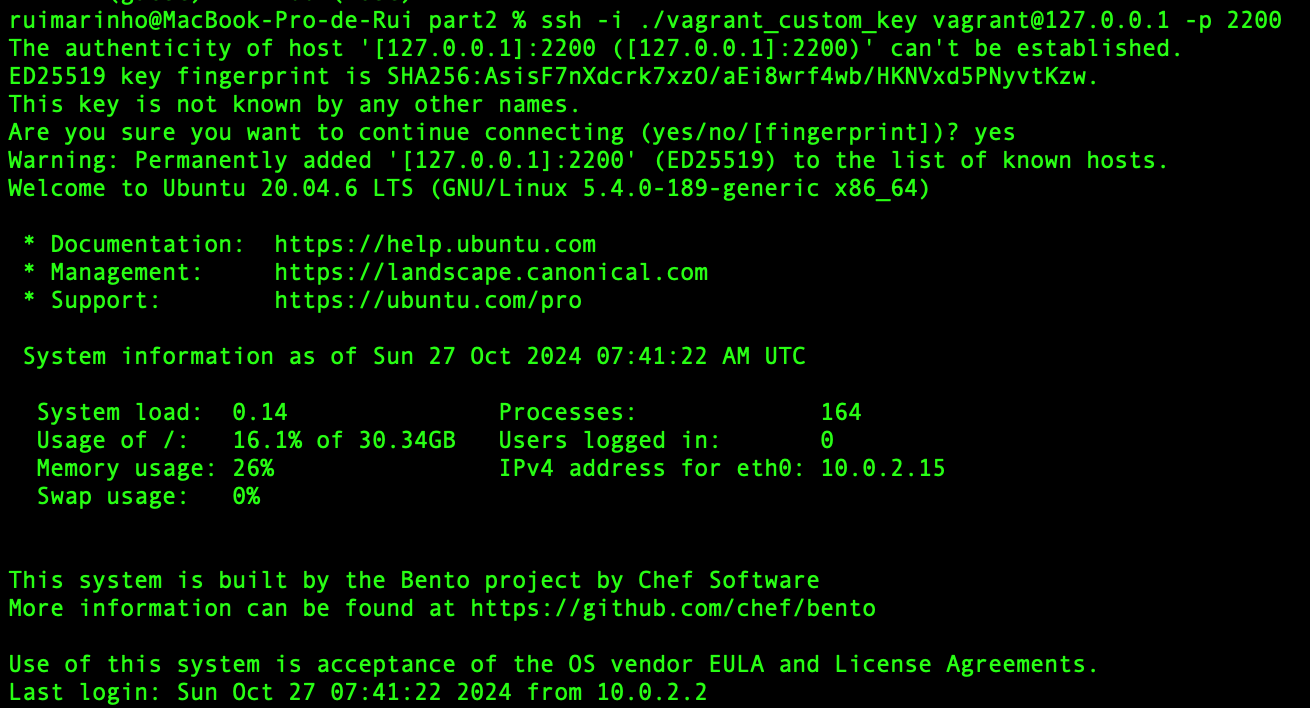 ruimarinho@MacBook-Pro-de-Rui part2 % ssh -i ./vagrant_custom_key vagrant@127.0.0.1 -p 2200
The authenticity of host '[127.0.0.1]:2200 ([127.0.0.1]:2200)' can't be established.
ED25519 key fingerprint is SHA256:AsisF7nXdcrk7xzO/aEi8wrf4wb/HKNVxd5PNyvtKzw.
This key is not known by any other names.
Are you sure you want to continue connecting (yes/no/[fingerprint])? yes
Warning: Permanently added '[127.0.0.1]:2200' (ED25519) to the list of known hosts.
Welcome to Ubuntu 20.04.6 LTS (GNU/Linux 5.4.0-189-generic x86_64)

 * Documentation:  https://help.ubuntu.com
 * Management:     https://landscape.canonical.com
 * Support:        https://ubuntu.com/pro

 System information as of Sun 27 Oct 2024 07:41:22 AM UTC

  System load:  0.14               Processes:             164
  Usage of /:   16.1% of 30.34GB   Users logged in:       0
  Memory usage: 26%                IPv4 address for eth0: 10.0.2.15
  Swap usage:   0%


This system is built by the Bento project by Chef Software
More information can be found at https://github.com/chef/bento

Use of this system is acceptance of the OS vendor EULA and License Agreements.
Last login: Sun Oct 27 07:41:22 2024 from 10.0.2.2